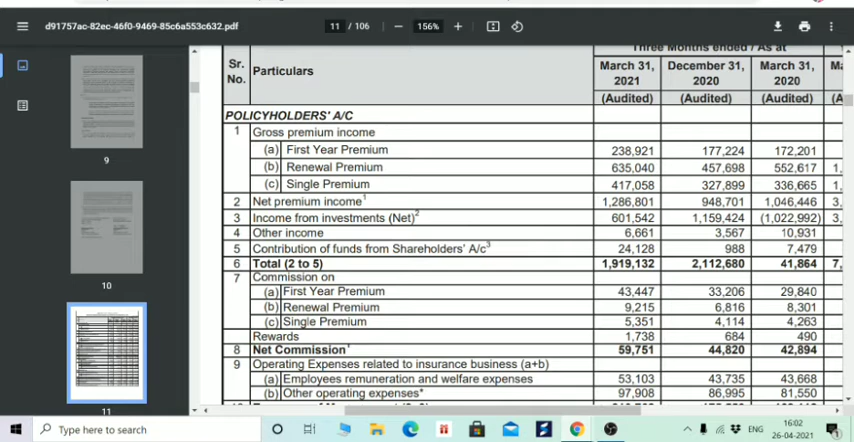 d91757ac-82ec-46f0-9469-85c6a553c632.pdf 11 / 106 156%
9
10
11
Three Months ended / As at
Sr. No. Particulars March 31, 2021 December 31, 2020 March 31, 2020
(Audited) (Audited) (Audited)
POLICYHOLDERS' A/C
1 Gross premium income
(a) First Year Premium 238,921 177,224 172,201
(b) Renewal Premium 635,040 457,698 552,617 1,
(c) Single Premium 417,058 327,899 336,665 1,
2 Net premium income1 1,286,801 948,701 1,046,446 3,
3 Income from investments (Net)2 601,542 1,159,424 (1,022,992) 3,
4 Other income 6,661 3,567 10,931
5 Contribution of funds from Shareholders' A/c3 24,128 988 7,479
6 Total (2 to 5) 1,919,132 2,112,680 41,864 7,
7 Commission on
(a) First Year Premium 43,447 33,206 29,840
(b) Renewal Premium 9,215 6,816 8,301
(c) Single Premium 5,351 4,114 4,263
Rewards 1,738 684 490
8 Net Commission1 59,751 44,820 42,894
9 Operating Expenses related to insurance business (a+b)
(a) Employees remuneration and welfare expenses 53,103 43,735 43,668
(b) Other operating expenses* 97,908 86,995 81,550
Type here to search
ENG
16:02
26-04-2021